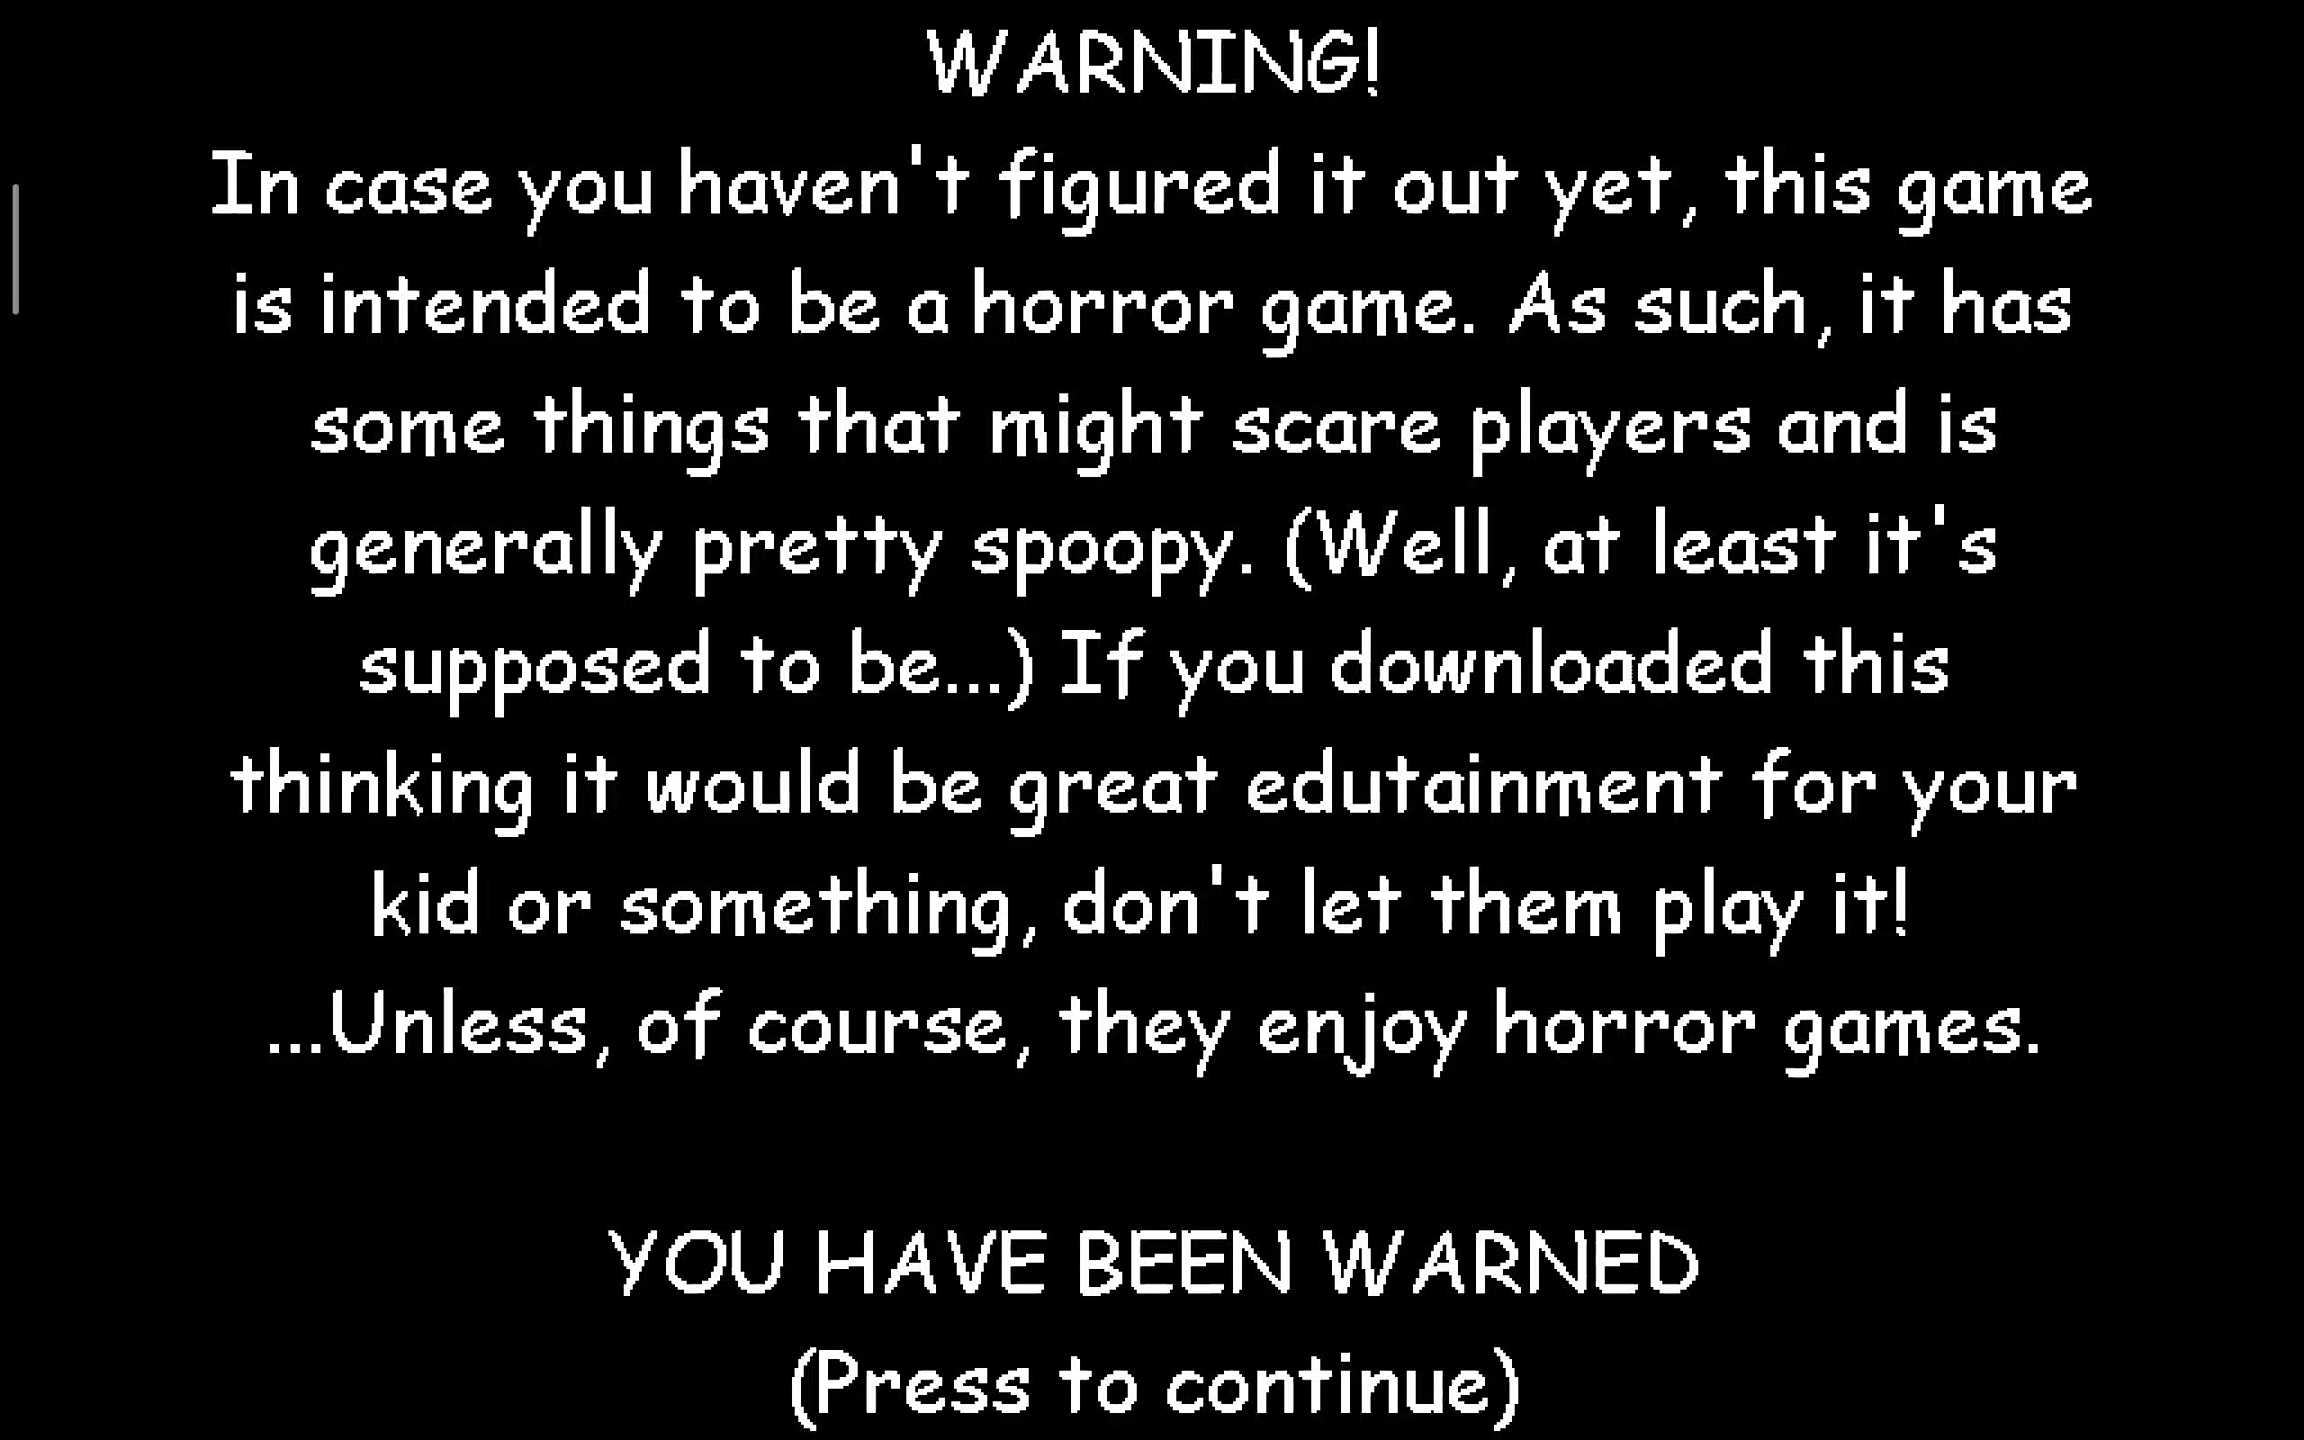 WARNING!
In case you haven't figured it out yet, this game
is intended to be a horror game. As such, it has
some things that might scare players and is
generally pretty spoopy. (Well, at least it's
supposed to be...) If you downloaded this
thinking it would be great edutainment for your
kid or something, don't let them play it!
...Unless, of course, they enjoy horror games.
YOU HAVE BEEN WARNED
(Press to continue)